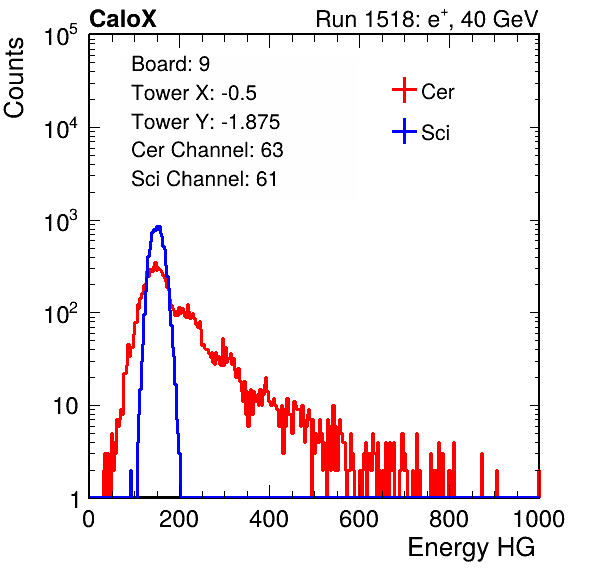 CaloX Run 1518: e⁺, 40 GeV
Counts
Board: 9
Tower X: -0.5
Tower Y: -1.875
Cer Channel: 63
Sci Channel: 61
Cer
Sci
10⁵
10⁴
10³
10²
10
1
0 200 400 600 800 1000
Energy HG